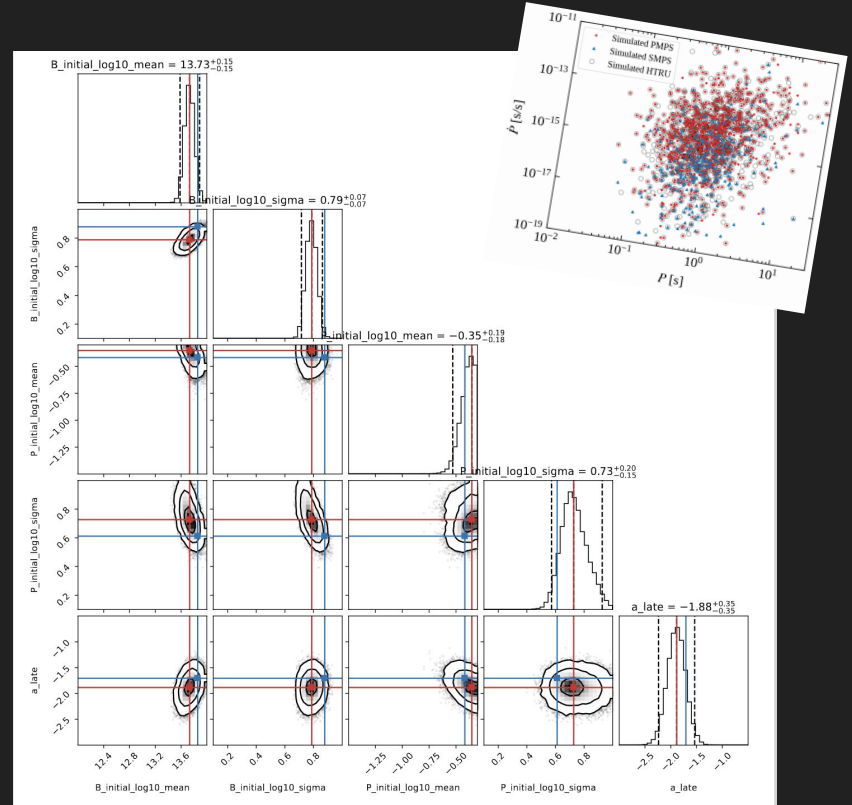 B_initial_log10_mean = 13.73+0.15 −0.15
B_initial_log10_sigma = 0.79+0.07 −0.07
_initial_log10_mean = −0.35+0.19 −0.18
P_initial_log10_sigma = 0.73+0.20 −0.15
a_late = −1.88+0.35 −0.35
Simulated PMPS
Simulated SMPS
Simulated HTRU
10−11
10−13
10−15
10−17
10−19
Ṗ [s/s]
10−2
10−1
100
101
P [s]
B_initial_log10_sigma
0.8
0.6
0.4
0.2
P_initial_log10_mean
−0.50
−0.75
−1.00
−1.25
P_initial_log10_sigma
0.8
0.6
0.4
0.2
a_late
−1.0
−1.5
−2.0
−2.5
12.4 12.8 13.2 13.6
0.2 0.4 0.6 0.8
−1.25 −1.00 −0.75 −0.50
0.2 0.4 0.6 0.8
−2.5 −2.0 −1.5 −1.0
B_initial_log10_mean
B_initial_log10_sigma
P_initial_log10_mean
P_initial_log10_sigma
a_late